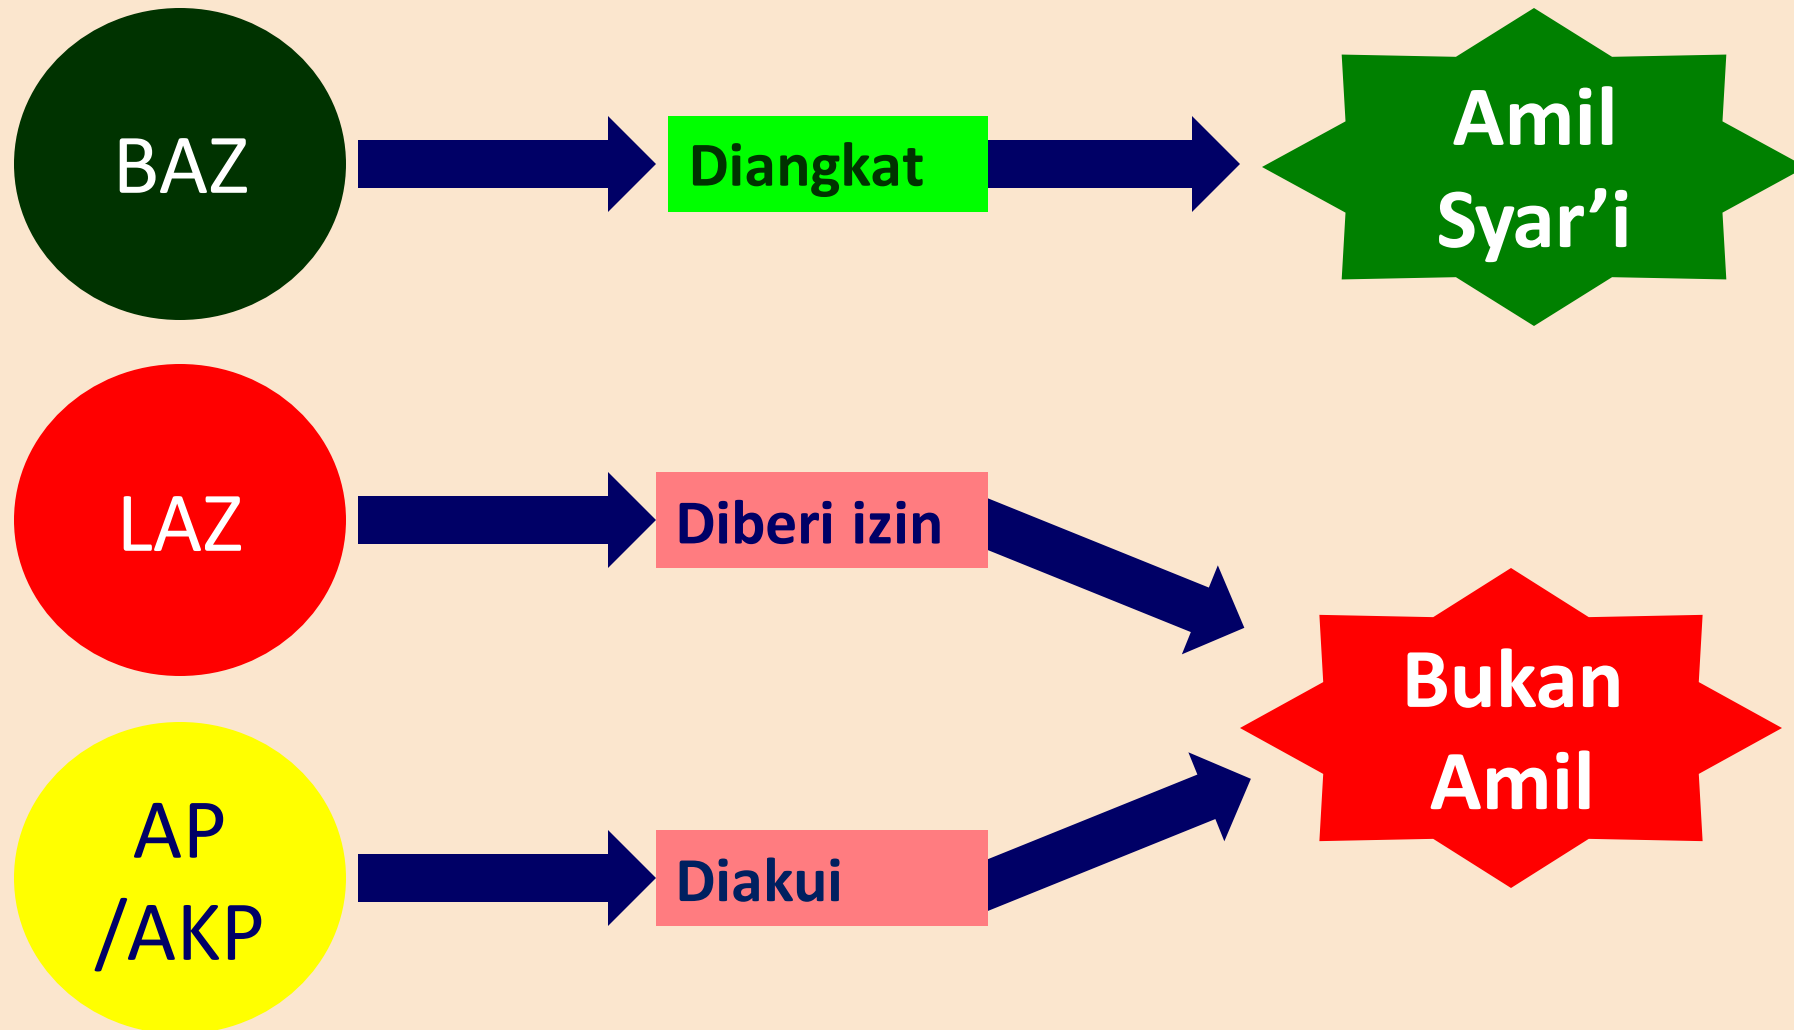 BAZ
Diangkat
Amil
Syar’i
LAZ
Diberi izin
Bukan
Amil
AP
/AKP
Diakui